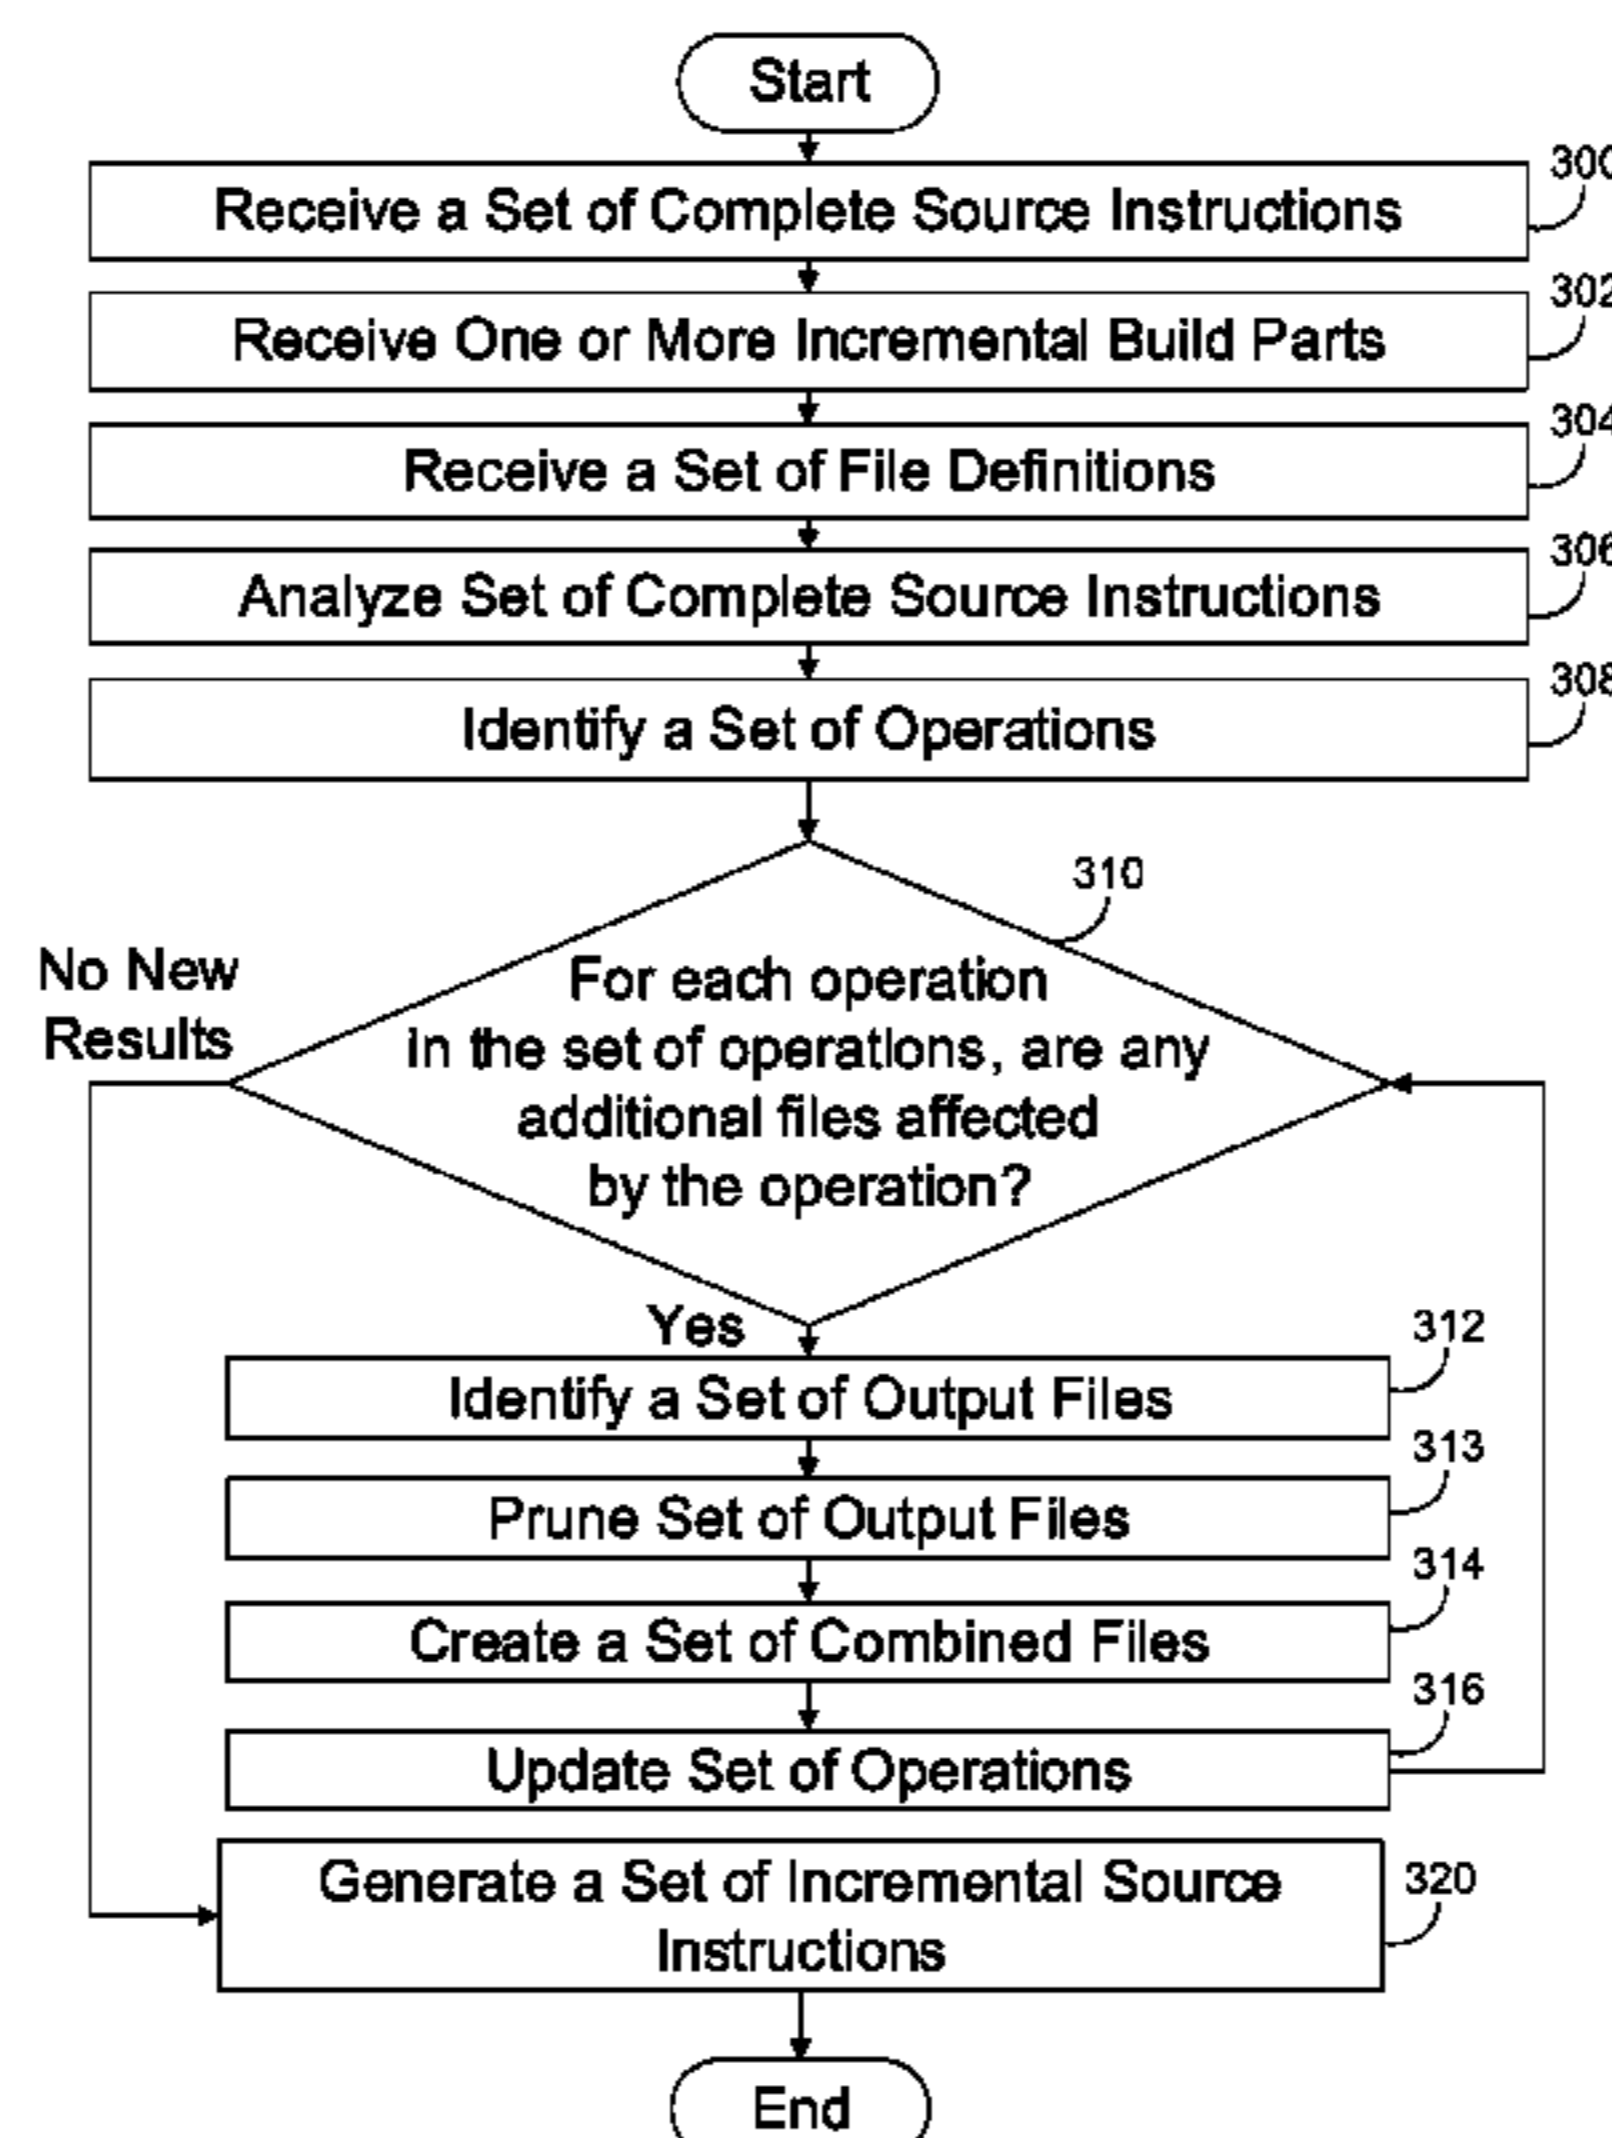 Start
300
Receive a Set of Complete Source Instructions
302
Receive One or More Incremental Build Parts
304
Receive a Set of File Definitions
306
Analyze Set of Complete Source Instructions
308
Identify a Set of Operations
310
No New
Results
For each operation
in the set of operations, are any
additional files affected
by the operation?
Yes
312
Identify a Set of Output Files
313
Prune Set of Output Files
314
Create a Set of Combined Files
316
Update Set of Operations
Generate a Set of Incremental Source
Instructions
320
End